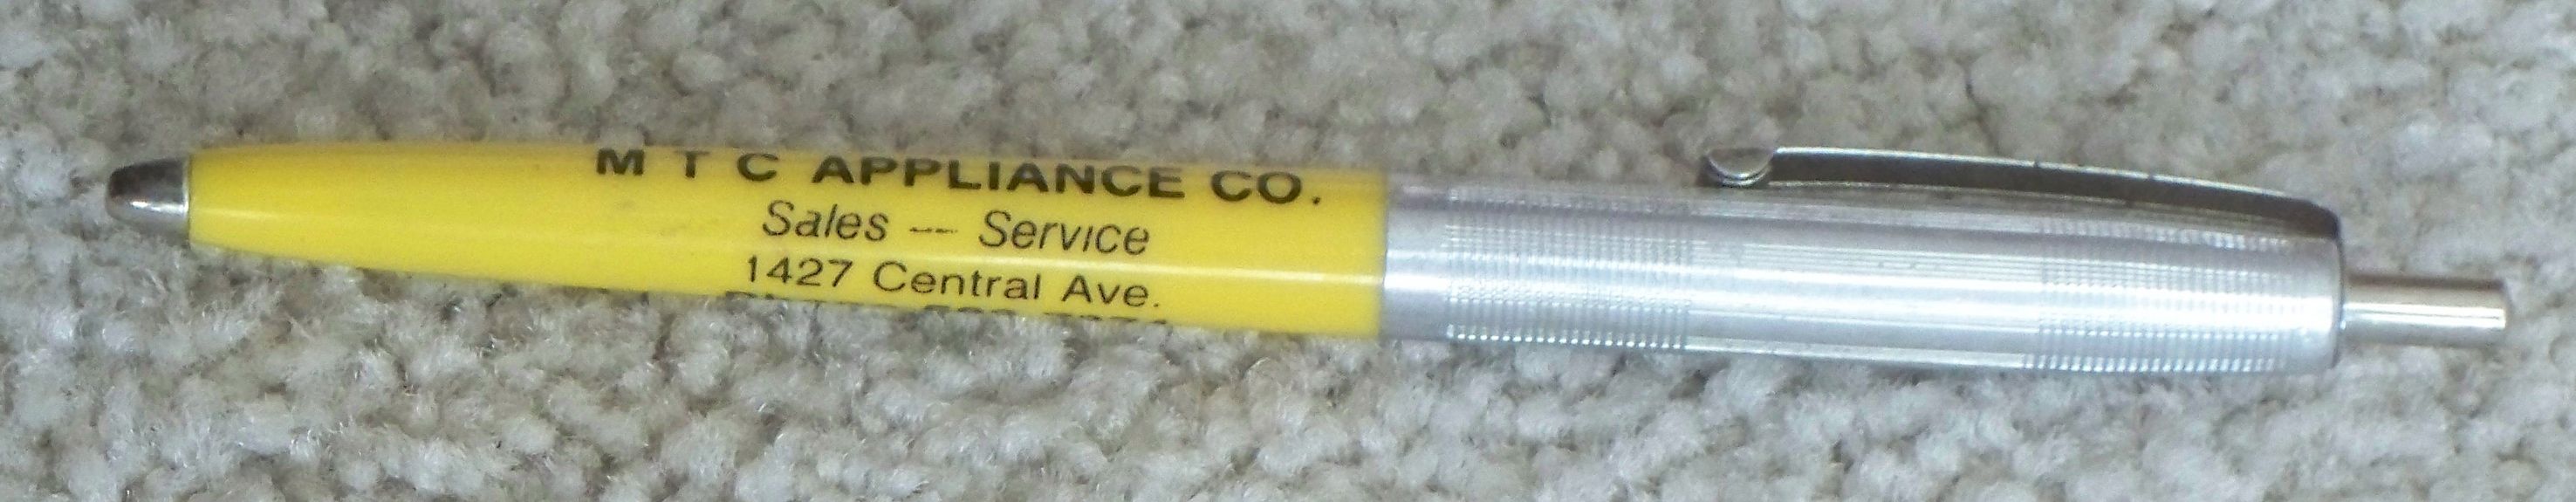 M T C APPLIANCE CO.
Sales -- Service
1427 Central Ave.